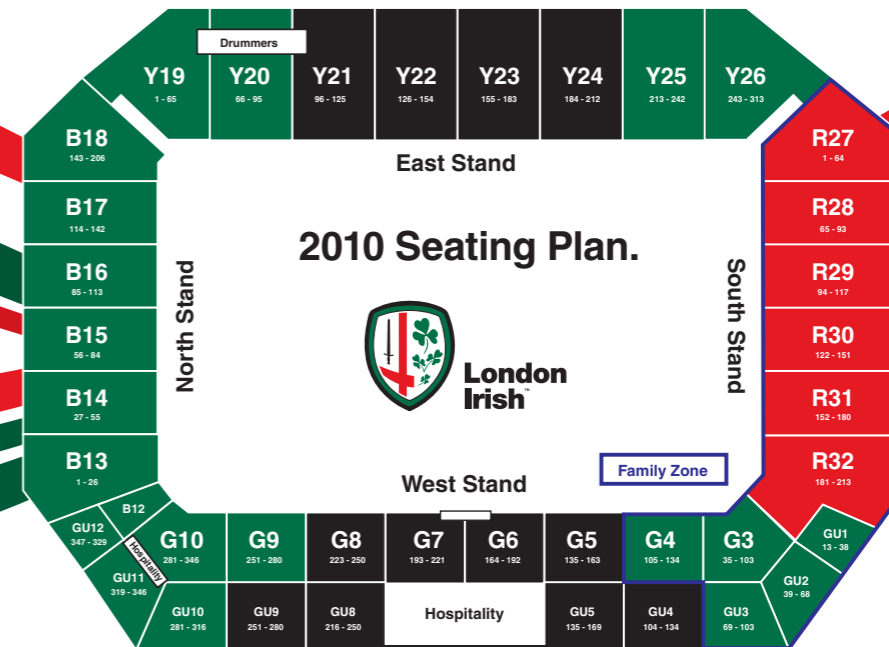 Drummers
Y19
1 - 65
Y20
66 - 95
Y21
96 - 125
Y22
126 - 154
Y23
155 - 183
Y24
184 - 212
Y25
213 - 242
Y26
243 - 313
B18
143 - 206
B17
114 - 142
B16
85 - 113
B15
56 - 84
B14
27 - 55
B13
1 - 26
East Stand
North Stand
2010 Seating Plan.
London
Irish™
South Stand
R27
1 - 64
R28
65 - 93
R29
94 - 117
R30
122 - 151
R31
152 - 180
R32
181 - 213
Family Zone
West Stand
B12
GU12
347 - 329
Hospitality
GU11
319 - 346
G10
281 - 346
G9
251 - 280
G8
223 - 250
G7
193 - 221
G6
164 - 192
G5
135 - 163
G4
105 - 134
G3
35 - 103
GU1
13 - 38
GU2
39 - 68
GU10
281 - 316
GU9
251 - 280
GU8
216 - 250
Hospitality
GU5
135 - 169
GU4
104 - 134
GU3
69 - 103